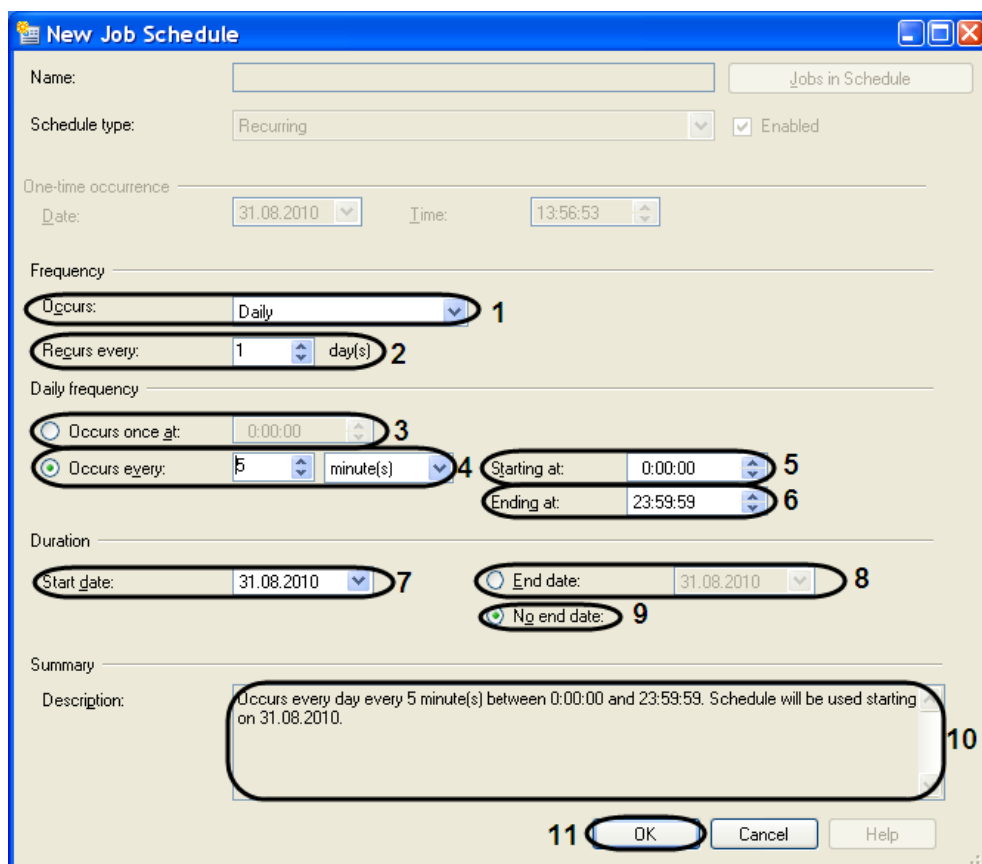 New Job Schedule
Name: Jobs in Schedule
Schedule type: Recurring Enabled
One-time occurrence
Date: 31.08.2010 Time: 13:56:53
Frequency
Occurs: Daily 1
Recurs every: 1 day(s) 2
Daily frequency
Occurs once at: 0:00:00 3
Occurs every: 5 minute(s) 4 Starting at: 0:00:00 5
Ending at: 23:59:59 6
Duration
Start date: 31.08.2010 7 End date: 31.08.2010 8
No end date: 9
Summary
Description: Occurs every day every 5 minute(s) between 0:00:00 and 23:59:59. Schedule will be used starting
on 31.08.2010.
10
11 OK Cancel Help